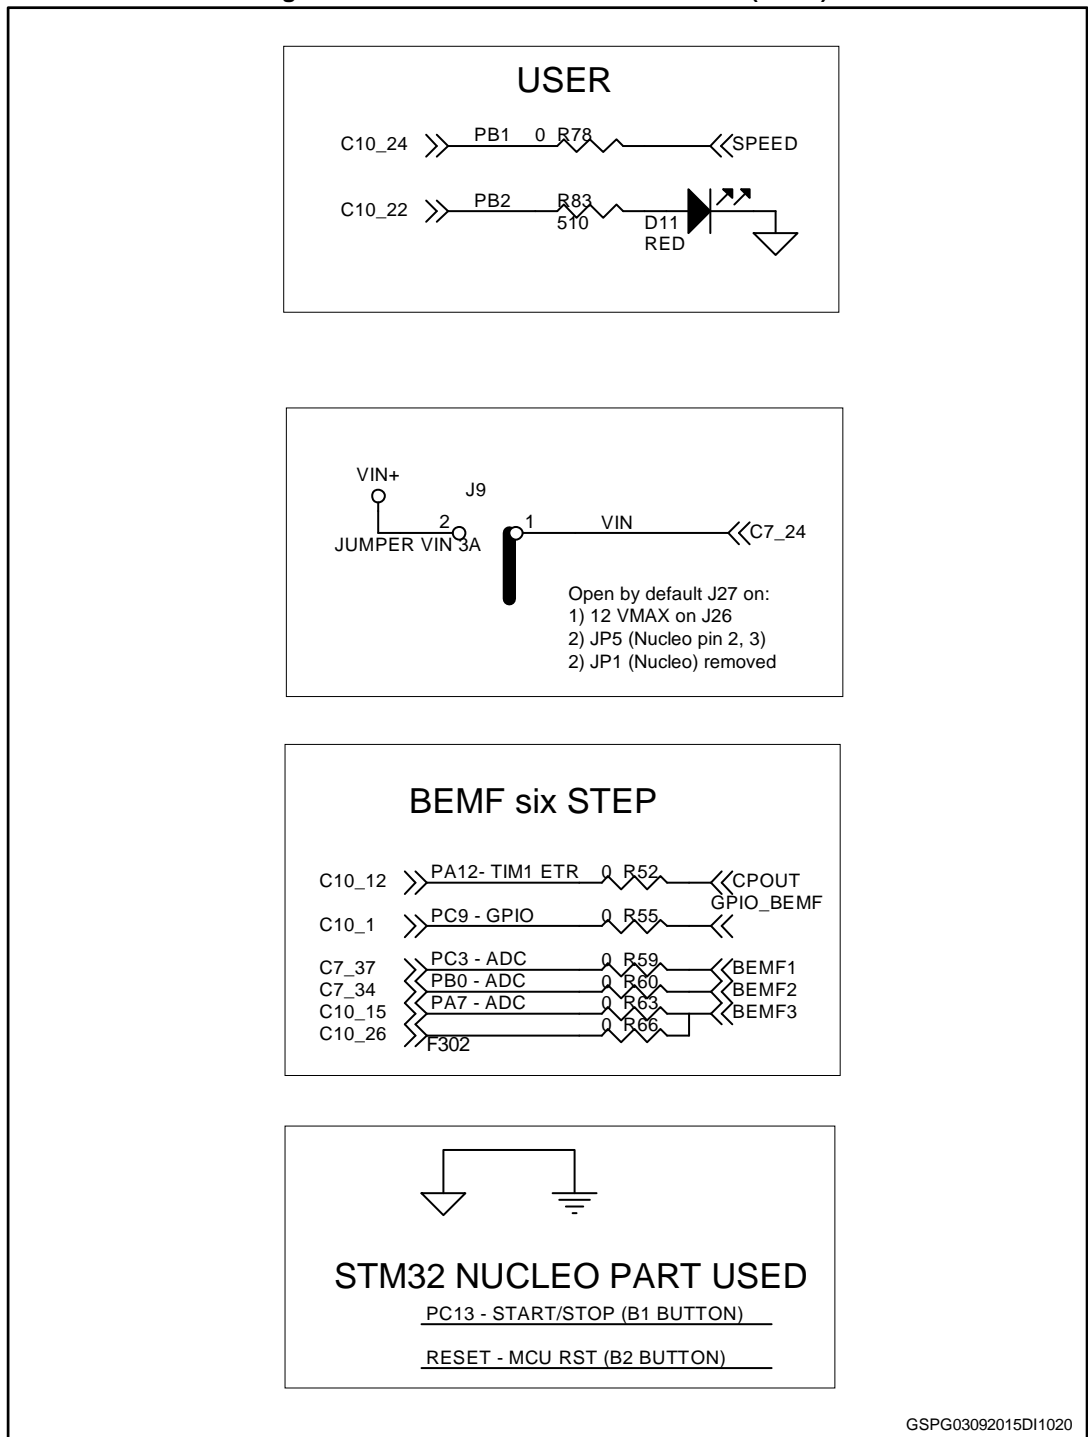 USER
C10_24 PB1 0 R78 SPEED
C10_22 PB2 R83
510 D11
RED
VIN+
J9
2 1 VIN C7_24
JUMPER VIN 3A
Open by default J27 on:
1) 12 VMAX on J26
2) JP5 (Nucleo pin 2, 3)
2) JP1 (Nucleo) removed
BEMF six STEP
C10_12 PA12- TIM1 ETR 0 R52 CPOUT
GPIO_BEMF
C10_1 PC9 - GPIO 0 R55
C7_37 PC3 - ADC 0 R59 BEMF1
C7_34 PB0 - ADC 0 R60 BEMF2
C10_15 PA7 - ADC 0 R63 BEMF3
C10_26 0 R66
F302
STM32 NUCLEO PART USED
PC13 - START/STOP (B1 BUTTON)
RESET - MCU RST (B2 BUTTON)
GSPG03092015DI1020